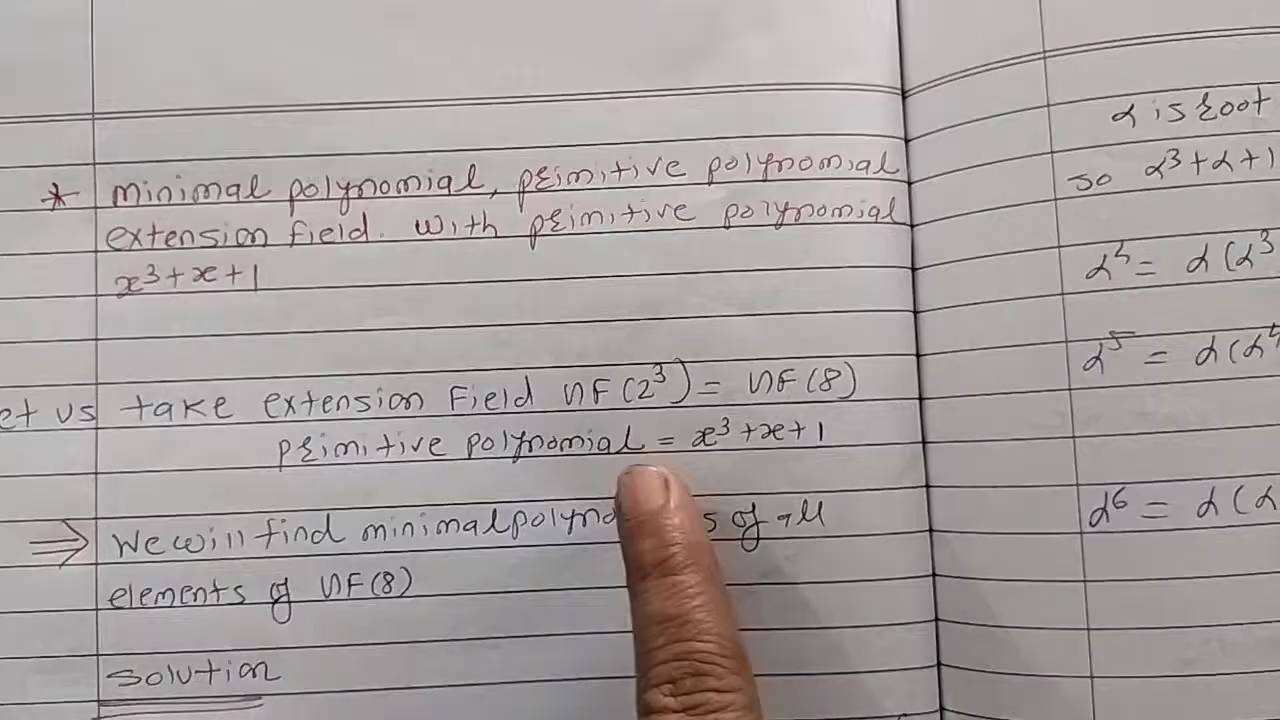 * minimal polynomial, primitive polynomial
extension field. with primitive polynomial
x³+x+1
et us take extension Field GF(2³) = GF(8)
primitive polynomial = x³+x+1
⇒ We will find minimal polyno s of all
elements of GF(8)
solution
α is root
so α³+α+1
α⁴ = α(α³
α⁵ = α(α⁴
α⁶ = α(α